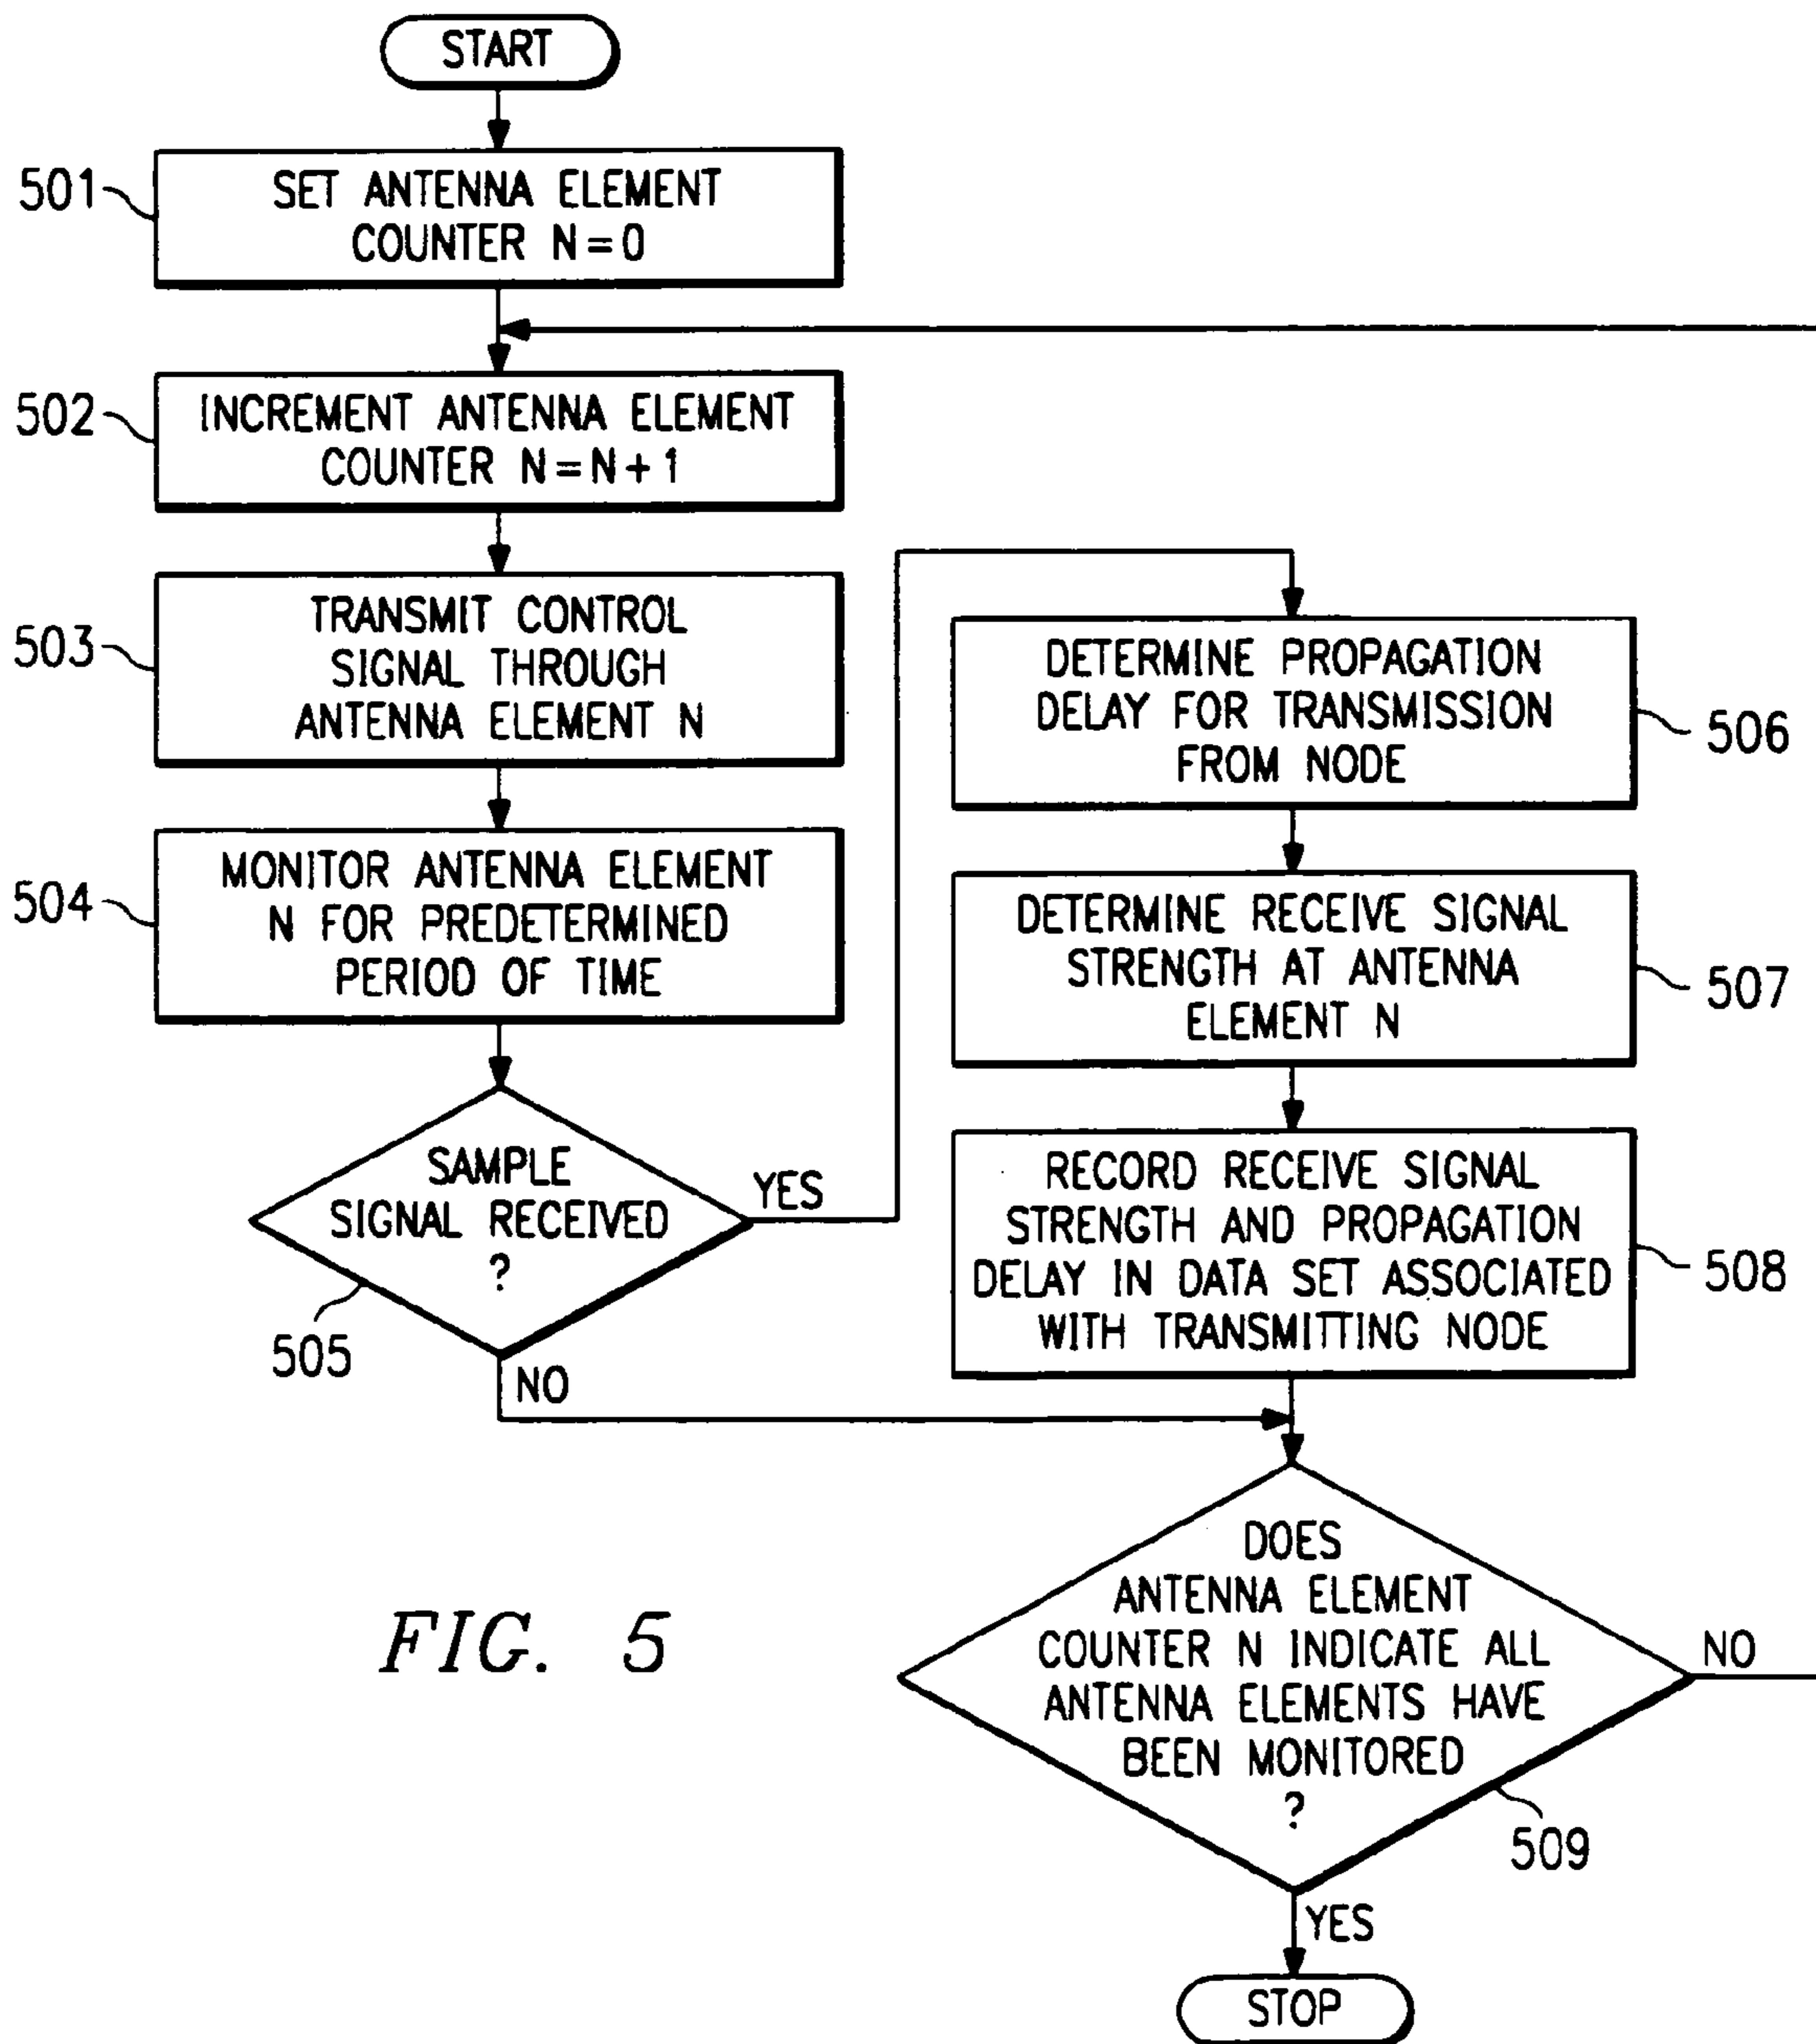 START
501
SET ANTENNA ELEMENT
COUNTER N=0
502
INCREMENT ANTENNA ELEMENT
COUNTER N=N+1
503
TRANSMIT CONTROL
SIGNAL THROUGH
ANTENNA ELEMENT N
504
MONITOR ANTENNA ELEMENT
N FOR PREDETERMINED
PERIOD OF TIME
SAMPLE
SIGNAL RECEIVED
?
505
YES
NO
DETERMINE PROPAGATION
DELAY FOR TRANSMISSION
FROM NODE
506
DETERMINE RECEIVE SIGNAL
STRENGTH AT ANTENNA
ELEMENT N
507
RECORD RECEIVE SIGNAL
STRENGTH AND PROPAGATION
DELAY IN DATA SET ASSOCIATED
WITH TRANSMITTING NODE
508
DOES
ANTENNA ELEMENT
COUNTER N INDICATE ALL
ANTENNA ELEMENTS HAVE
BEEN MONITORED
?
509
NO
YES
STOP
FIG. 5